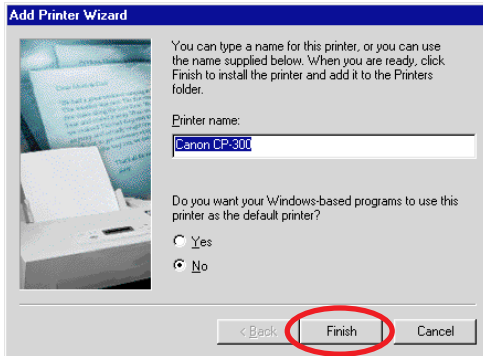 Add Printer Wizard
You can type a name for this printer, or you can use
the name supplied below. When you are ready, click
Finish to install the printer and add it to the Printers
folder.
Printer name:
Canon CP-300
Do you want your Windows-based programs to use this
printer as the default printer?
Yes
No
< Back
Finish
Cancel